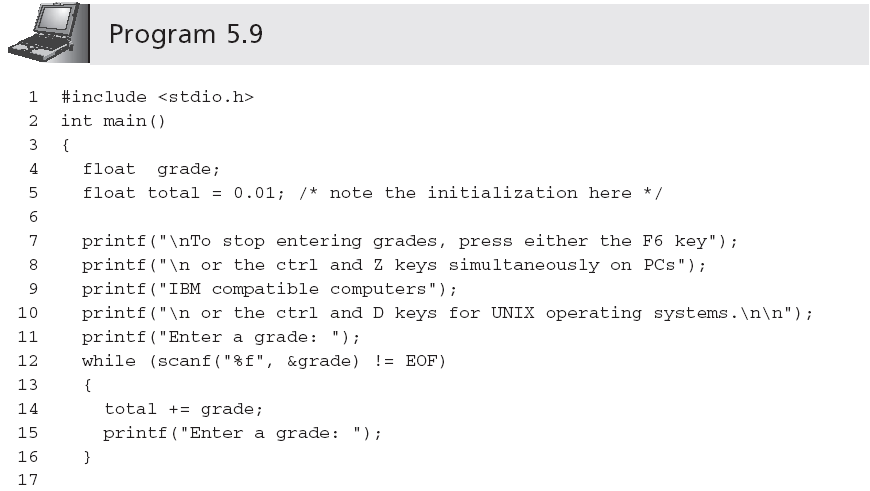 Program 5.9
1 #include <stdio.h>
2 int main()
3 {
4   float  grade;
5   float total = 0.01; /* note the initialization here */
6
7   printf("\nTo stop entering grades, press either the F6 key");
8   printf("\n or the ctrl and Z keys simultaneously on PCs");
9   printf("IBM compatible computers");
10   printf("\n or the ctrl and D keys for UNIX operating systems.\n\n");
11   printf("Enter a grade: ");
12   while (scanf("%f", &grade) != EOF)
13   {
14     total += grade;
15     printf("Enter a grade: ");
16   }
17